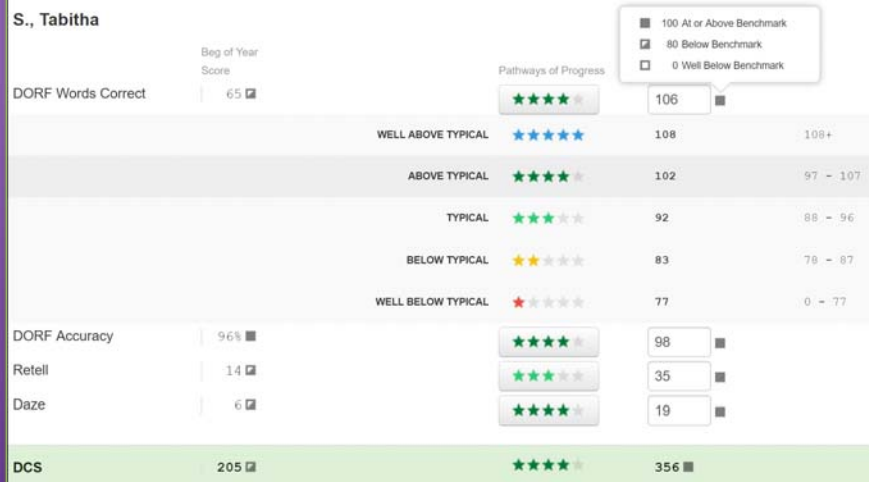 S., Tabitha
100 At or Above Benchmark
80 Below Benchmark
0 Well Below Benchmark
Beg of Year
Score
Pathways of Progress
DORF Words Correct 65 106
WELL ABOVE TYPICAL 108 108+
ABOVE TYPICAL 102 97 - 107
TYPICAL 92 88 - 96
BELOW TYPICAL 83 78 - 87
WELL BELOW TYPICAL 77 0 - 77
DORF Accuracy 96% 98
Retell 14 35
Daze 6 19
DCS 205 356